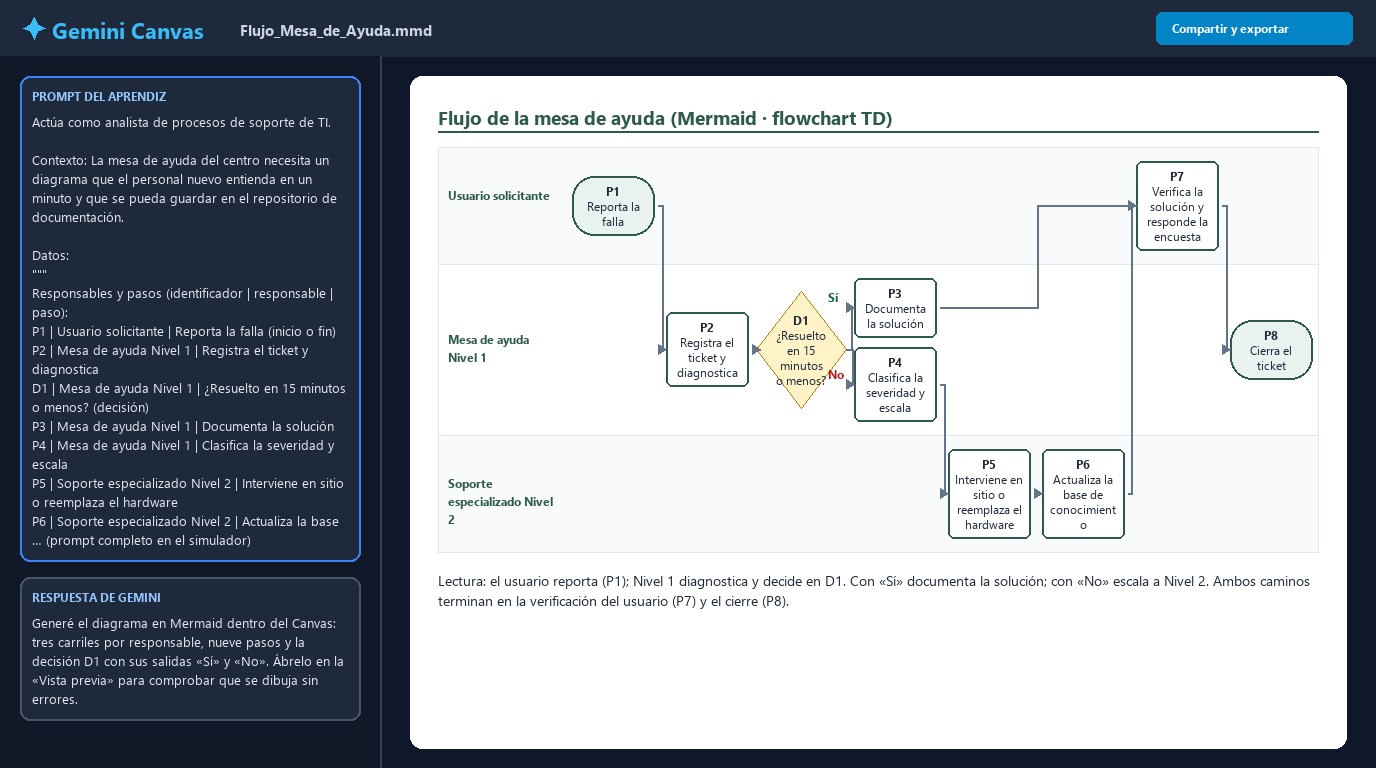 Gemini Canvas
Flujo_Mesa_de_Ayuda.mmd
Compartir y exportar
PROMPT DEL APRENDIZ
Actúa como analista de procesos de soporte de TI.
Contexto: La mesa de ayuda del centro necesita un
diagrama que el personal nuevo entienda en un
minuto y que se pueda guardar en el repositorio de
documentación.
Datos:
"""
Responsables y pasos (identificador | responsable |
paso):
P1 | Usuario solicitante | Reporta la falla (inicio o fin)
P2 | Mesa de ayuda Nivel 1 | Registra el ticket y
diagnostica
D1 | Mesa de ayuda Nivel 1 | ¿Resuelto en 15 minutos
o menos? (decisión)
P3 | Mesa de ayuda Nivel 1 | Documenta la solución
P4 | Mesa de ayuda Nivel 1 | Clasifica la severidad y
escala
P5 | Soporte especializado Nivel 2 | Interviene en sitio
o reemplaza el hardware
P6 | Soporte especializado Nivel 2 | Actualiza la base
... (prompt completo en el simulador)
RESPUESTA DE GEMINI
Generé el diagrama en Mermaid dentro del Canvas:
tres carriles por responsable, nueve pasos y la
decisión D1 con sus salidas «Sí» y «No». Ábrelo en la
«Vista previa» para comprobar que se dibuja sin
errores.
Flujo de la mesa de ayuda (Mermaid · flowchart TD)
Usuario solicitante
P1
Reporta la
falla
P7
Verifica la
solución y
responde la
encuesta
Mesa de ayuda
Nivel 1
P2
Registra el
ticket y
diagnostica
D1
¿Resuelto
en 15
minutos
o menos?
Sí
No
P3
Documenta
la solución
P4
Clasifica la
severidad y
escala
P8
Cierra el
ticket
Soporte
especializado Nivel
2
P5
Interviene en
sitio o
reemplaza el
hardware
P6
Actualiza la
base de
conocimient
o
Lectura: el usuario reporta (P1); Nivel 1 diagnostica y decide en D1. Con «Sí» documenta la solución; con «No» escala a Nivel 2. Ambos caminos
terminan en la verificación del usuario (P7) y el cierre (P8).